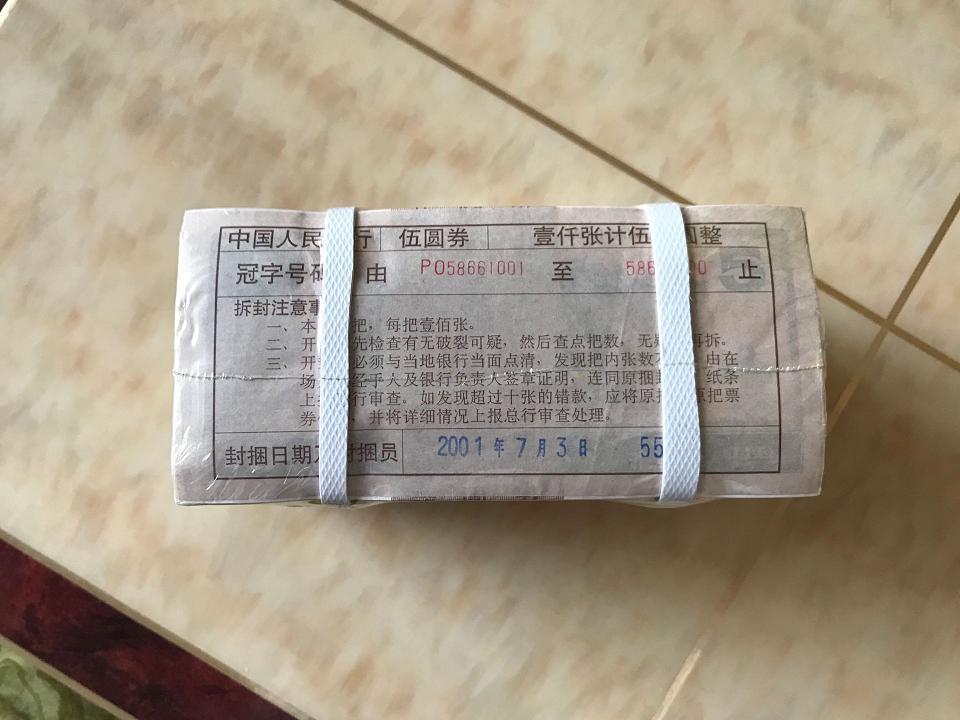 中国人民 行 伍圆券 壹仟张计伍 圆整
冠字号码 由 PO58661001 至 586 00 止
拆封注意事
一、本 把，每把壹佰张。
二、开 先检查有无破裂可疑，然后查点把数，无 再拆。
三、开 必须与当地银行当面点清，发现把内张数 由在
场 经手人及银行负责人签章证明，连同原捆封 纸条
上 行审查。如发现超过十张的错款，应将原 原把票
券 ，并将详细情况上报总行审查处理。
封捆日期 封捆员 2001年7月3日 55